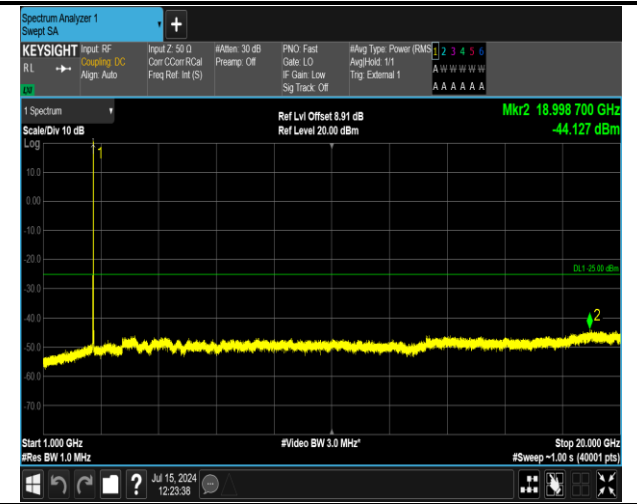 Spectrum Analyzer 1
Swept SA
KEYSIGHT
RL
Input: RF
Coupling: DC
Align: Auto
Input Z: 50 Ω
Corr CCorr RCal
Freq Ref: Int (S)
#Atten: 30 dB
Preamp: Off
PNO: Fast
Gate: LO
IF Gain: Low
Sig Track: Off
#Avg Type: Power (RMS
Avg|Hold: 1/1
Trig: External 1
1 2 3 4 5 6
A W W W W W
A A A A A A
1 Spectrum
Scale/Div 10 dB
Log
Ref Lvl Offset 8.91 dB
Ref Level 20.00 dBm
Mkr2 18.998 700 GHz
-44.127 dBm
1
10.0
0.00
-10.0
-20.0
DL1 -25.00 dBm
-30.0
-40.0
2
-50.0
-60.0
-70.0
Start 1.000 GHz
#Res BW 1.0 MHz
#Video BW 3.0 MHz*
Stop 20.000 GHz
#Sweep ~1.00 s (40001 pts)
?
Jul 15, 2024
12:23:38